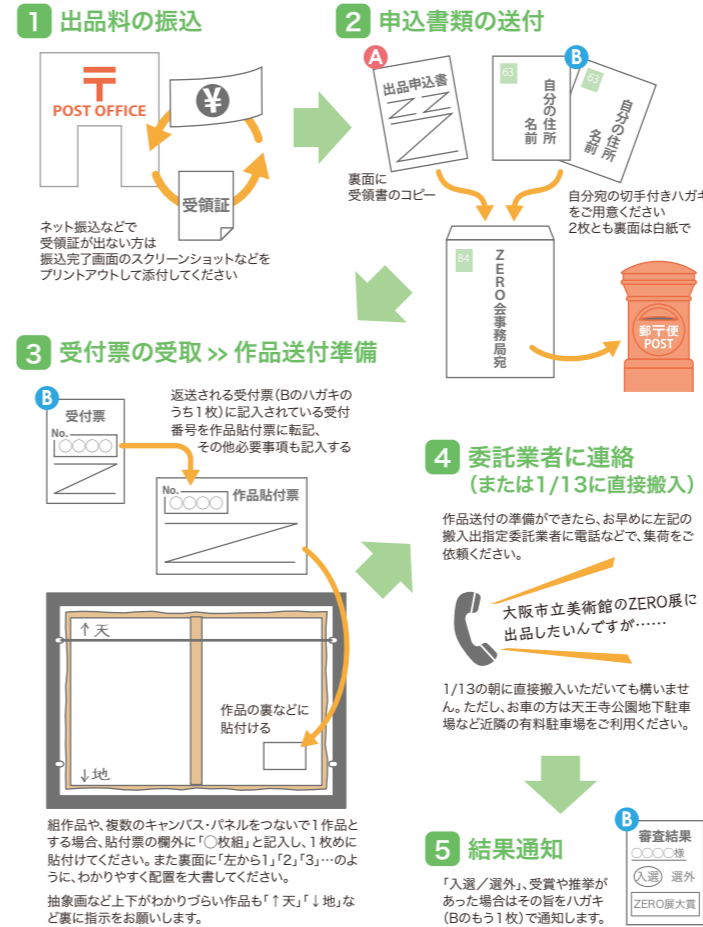 1 出品料の振込
〒
POST OFFICE
¥
受領証
ネット振込などで
受領証が出ない方は
振込完了画面のスクリーンショットなどを
プリントアウトして添付してください
2 申込書類の送付
A
出品申込書
裏面に
受領書のコピー
63
自分の住所
名前
B
63
自分の住所
名前
自分宛の切手付きハガキ
をご用意ください
2枚とも裏面は白紙で
84
ZERO会事務局宛
郵〒便
POST
3 受付票の受取 >> 作品送付準備
B
受付票
No.
○○○○
返送される受付票(Bのハガキの
うち1枚)に記入されている受付
番号を作品貼付票に転記、
その他必要事項も記入する
No.
○○○○
作品貼付票
↑天
作品の裏などに
貼付ける
↓地
組作品や、複数のキャンバス・パネルをつないで1作品と
する場合、貼付票の欄外に「○枚組」と記入し、1枚めに
貼付けてください。また裏面に「左から1」「2」「3」…のよ
うに、わかりやすく配置を大書してください。
抽象画など上下がわかりづらい作品も「↑天」「↓地」な
ど裏に指示をお願いします。
4 委託業者に連絡
(または1/13に直接搬入)
作品送付の準備ができたら、お早めに左記の
搬入出指定委託業者に電話などで、集荷をご
依頼ください。
大阪市立美術館のZERO展に
出品したいんですが……
1/13の朝に直接搬入いただいても構いませ
ん。ただし、お車の方は天王寺公園地下駐車
場など近隣の有料駐車場をご利用ください。
5 結果通知
「入選/選外」、受賞や推挙が
あった場合はその旨をハガキ
(Bのもう1枚)で通知します。
B
審査結果
○○○○様
入選 選外
ZERO展大賞